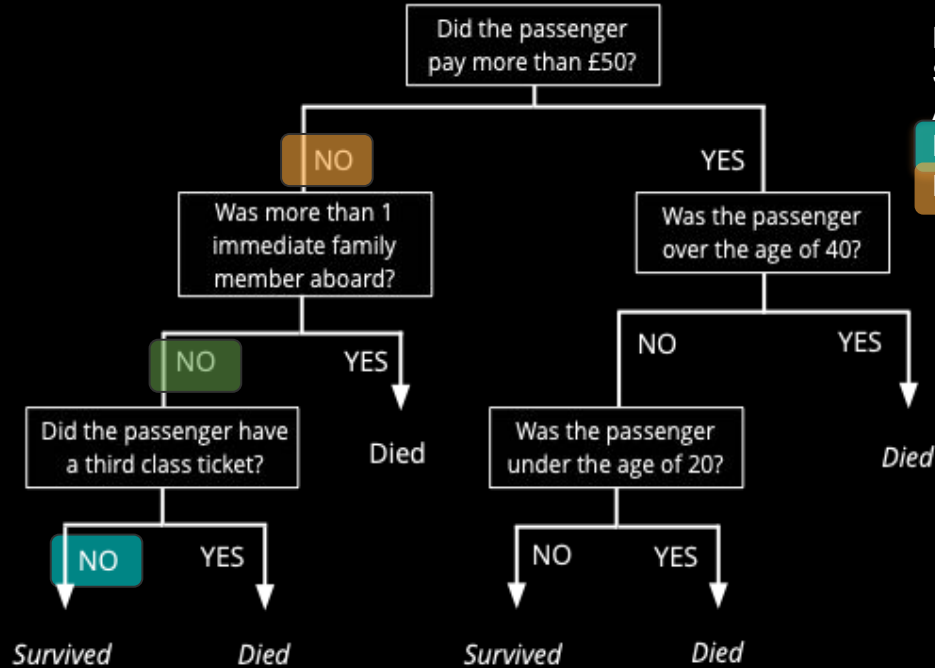 Did the passenger
pay more than £50?
NO
YES
Was more than 1
immediate family
member aboard?
Was the passenger
over the age of 40?
NO
YES
NO
YES
Did the passenger have
a third class ticket?
Died
Was the passenger
under the age of 20?
Died
NO
YES
NO
YES
Survived
Died
Survived
Died